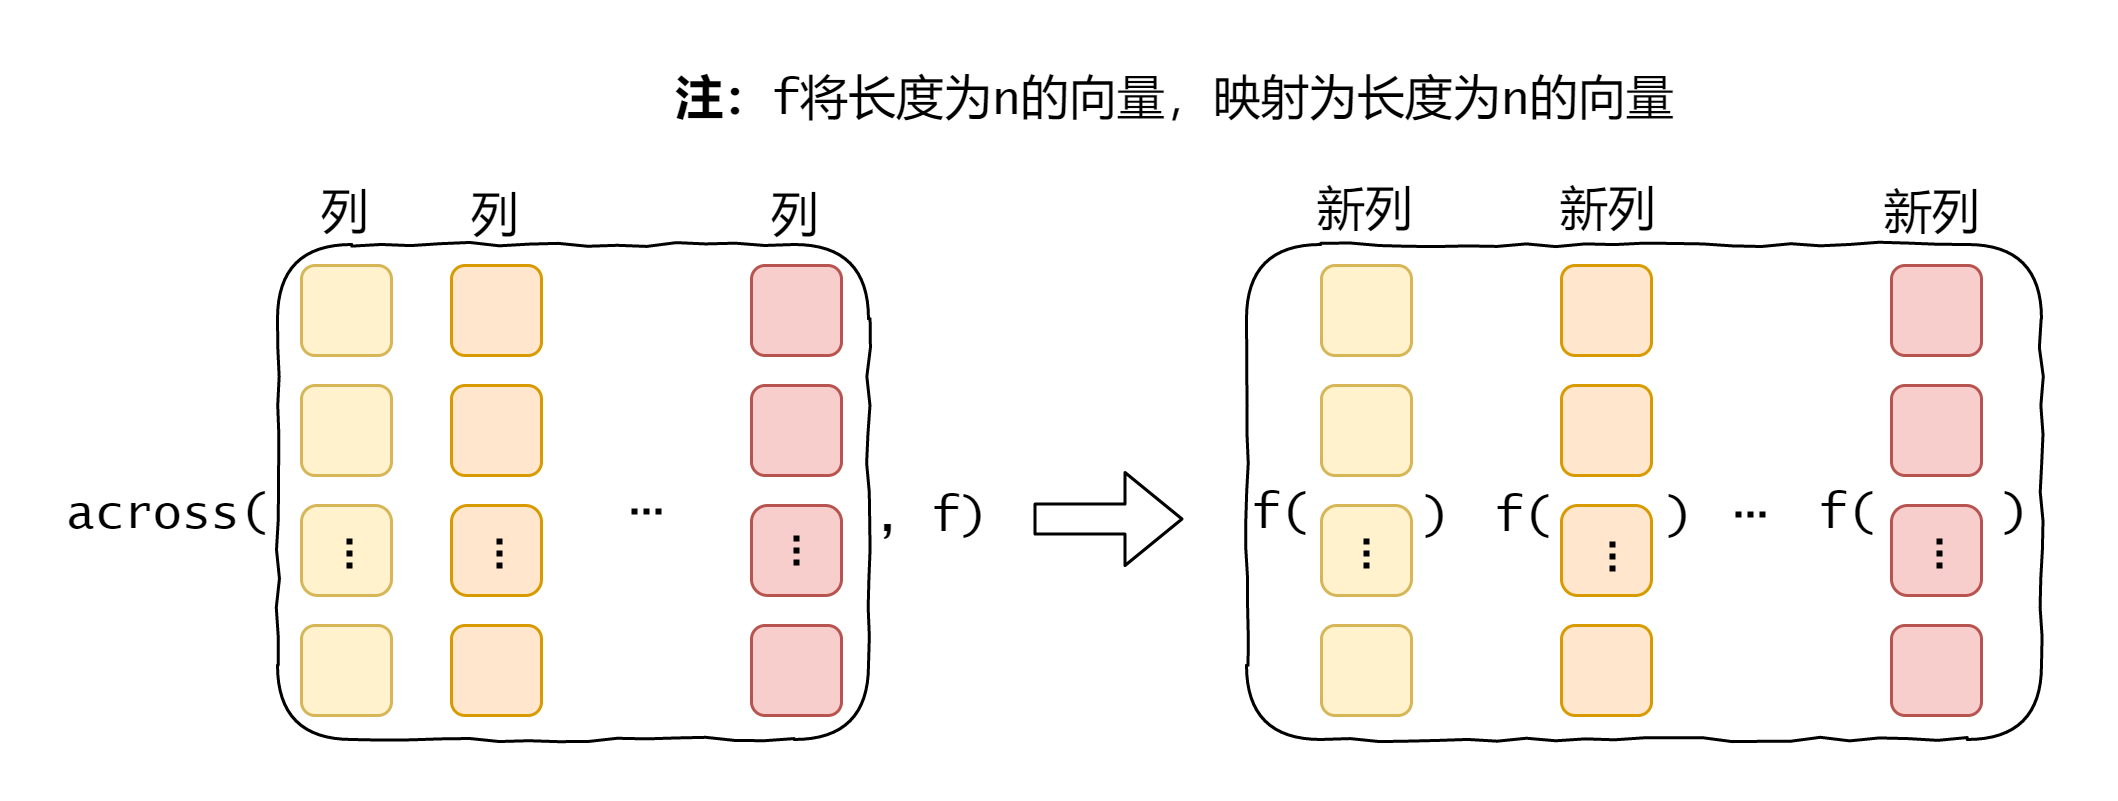 注：f将长度为n的向量，映射为长度为n的向量
列 列 列 新列 新列 新列
across( … , f) f( ) f( ) … f( )
⋮ ⋮ ⋮ ⋮ ⋮ ⋮